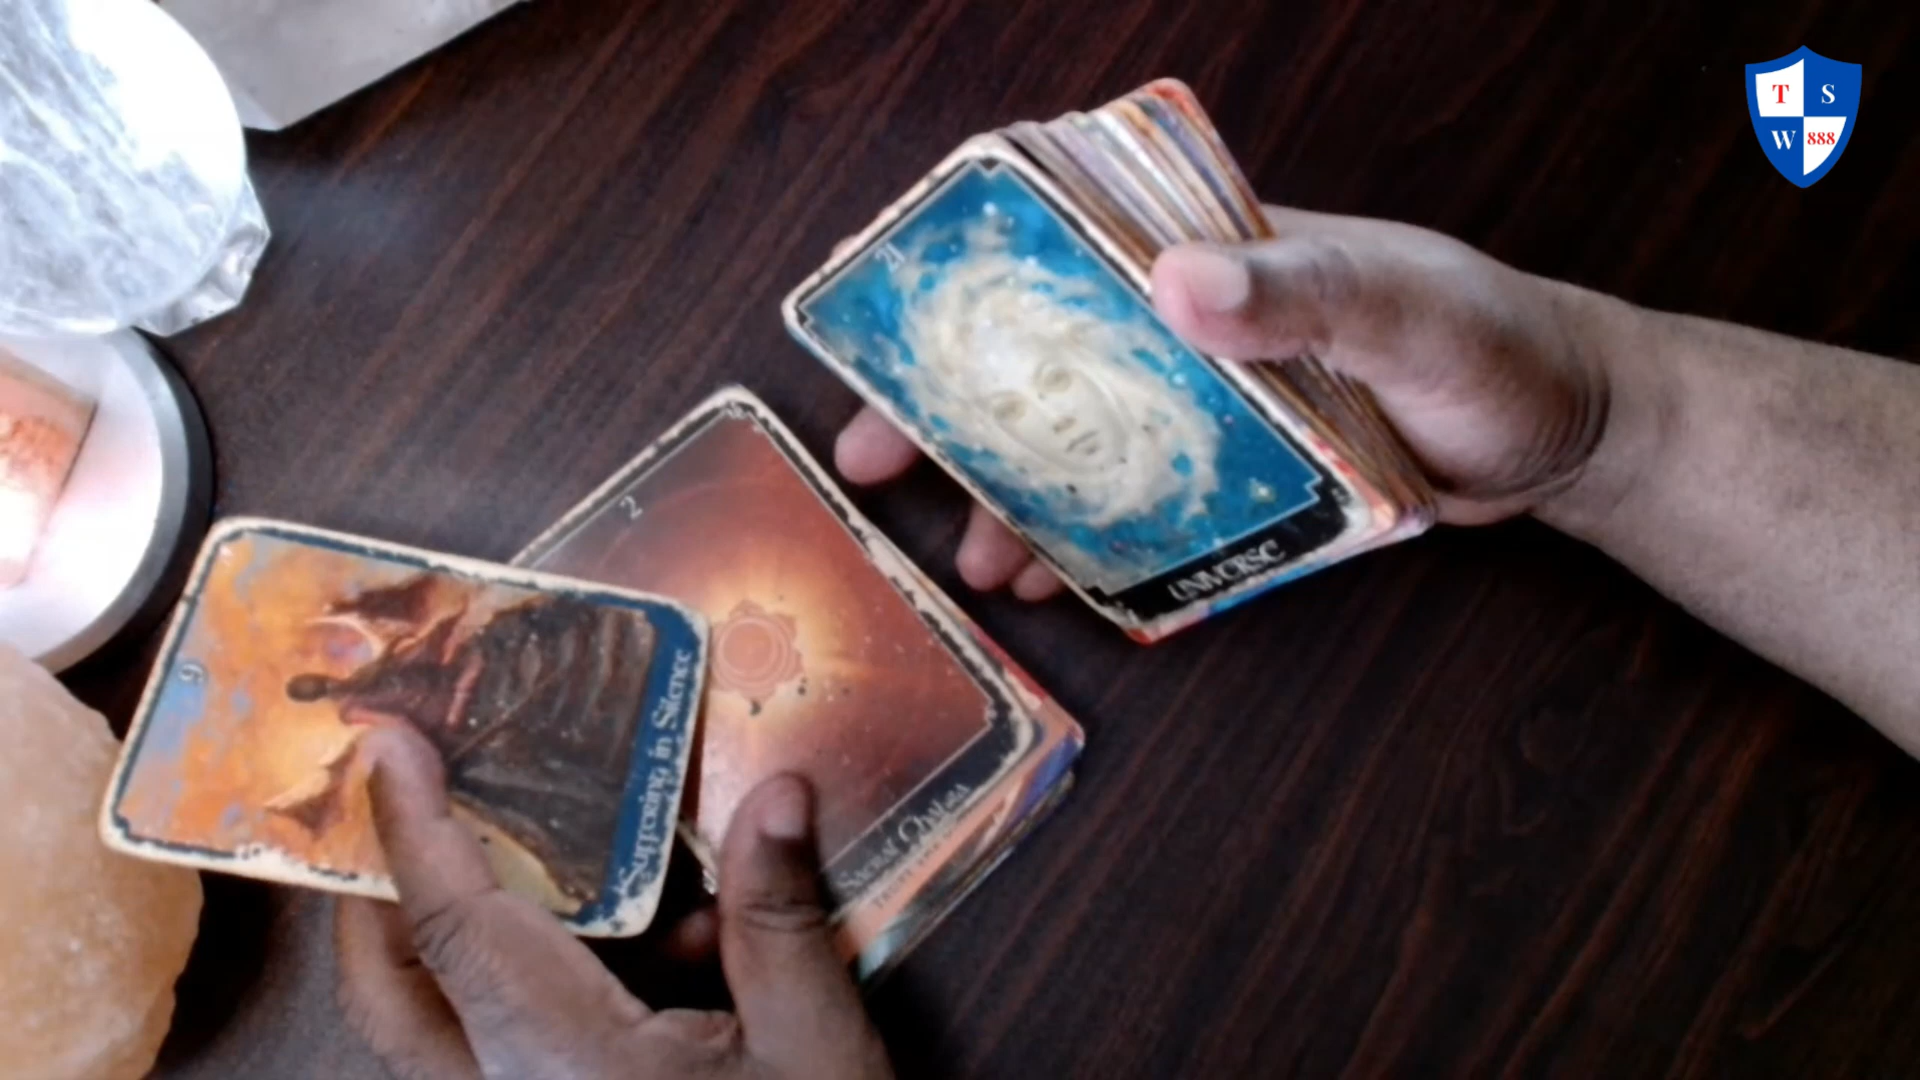 T S
W 888
21
UNIVERSE
2
Sacral Chakra
9
Suffering in Silence